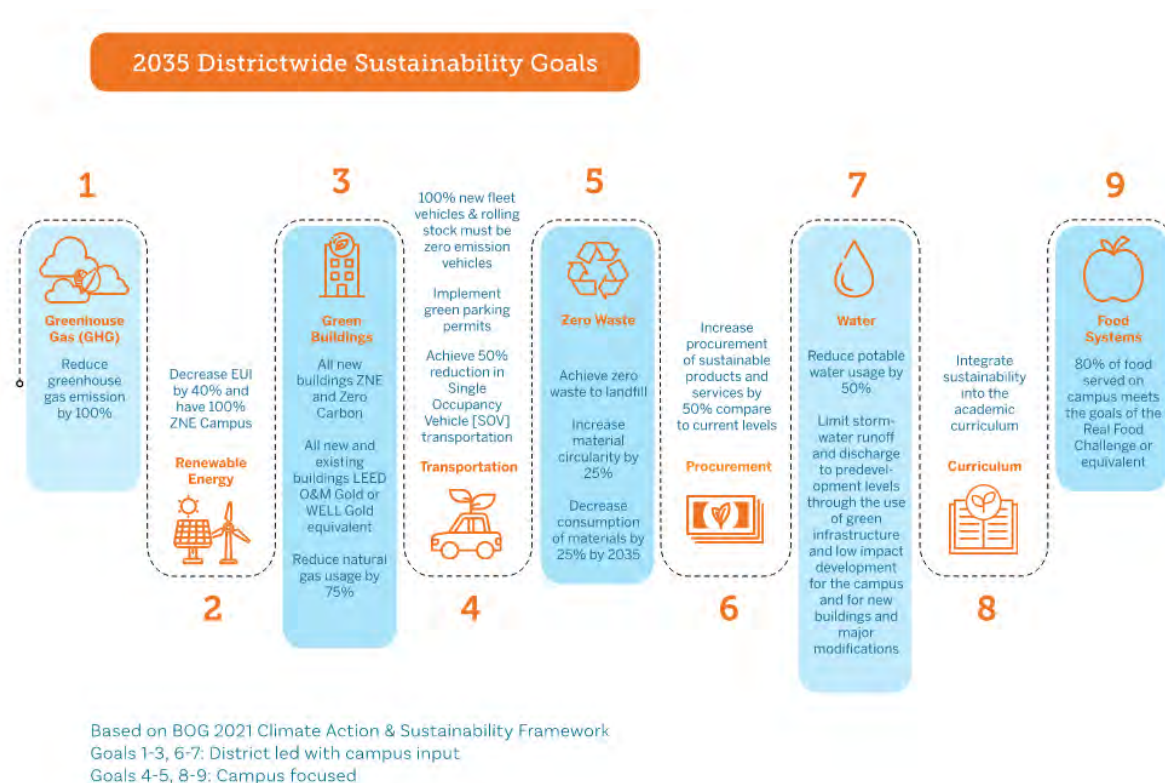 2035 Districtwide Sustainability Goals
1
Greenhouse
Gas (GHG)
Reduce
greenhouse
gas emission
by 100%
Decrease EUI
by 40% and
have 100%
ZNE Campus
Renewable
Energy
2
3
Green
Buildings
All new
buildings ZNE
and Zero
Carbon
All new and
existing
buildings LEED
O&M Gold or
WELL Gold
equivalent
Reduce natural
gas usage by
75%
100% new fleet
vehicles & rolling
stock must be
zero emission
vehicles
Implement
green parking
permits
Achieve 50%
reduction in
Single
Occupancy
Vehicle [SOV]
transportation
Transportation
4
5
Zero Waste
Achieve zero
waste to landfill
Increase
material
circularity by
25%
Decrease
consumption
of materials by
25% by 2035
Increase
procurement
of sustainable
products and
services by
50% compare
to current levels
Procurement
6
7
Water
Reduce potable
water usage by
50%
Limit storm-
water runoff
and discharge
to predevel-
opment levels
through the use
of green
infrastructure
and low impact
development
for the campus
and for new
buildings and
major
modifications
Integrate
sustainability
into the
academic
curriculum
Curriculum
8
9
Food
Systems
80% of food
served on
campus meets
the goals of the
Real Food
Challenge or
equivalent
Based on BOG 2021 Climate Action & Sustainability Framework
Goals 1-3, 6-7: District led with campus input
Goals 4-5, 8-9: Campus focused